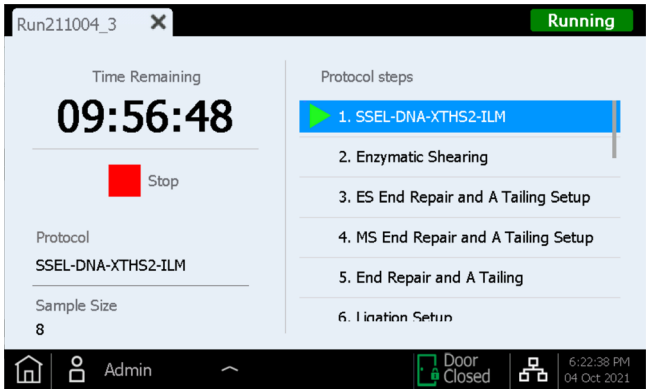 Run211004_3
Running
Time Remaining
09:56:48
Stop
Protocol
SSEL-DNA-XTHS2-ILM
Sample Size
8
Protocol steps
1. SSEL-DNA-XTHS2-ILM
2. Enzymatic Shearing
3. ES End Repair and A Tailing Setup
4. MS End Repair and A Tailing Setup
5. End Repair and A Tailing
6. Ligation Setup
Admin
Door
Closed
6:22:38 PM
04 Oct 2021